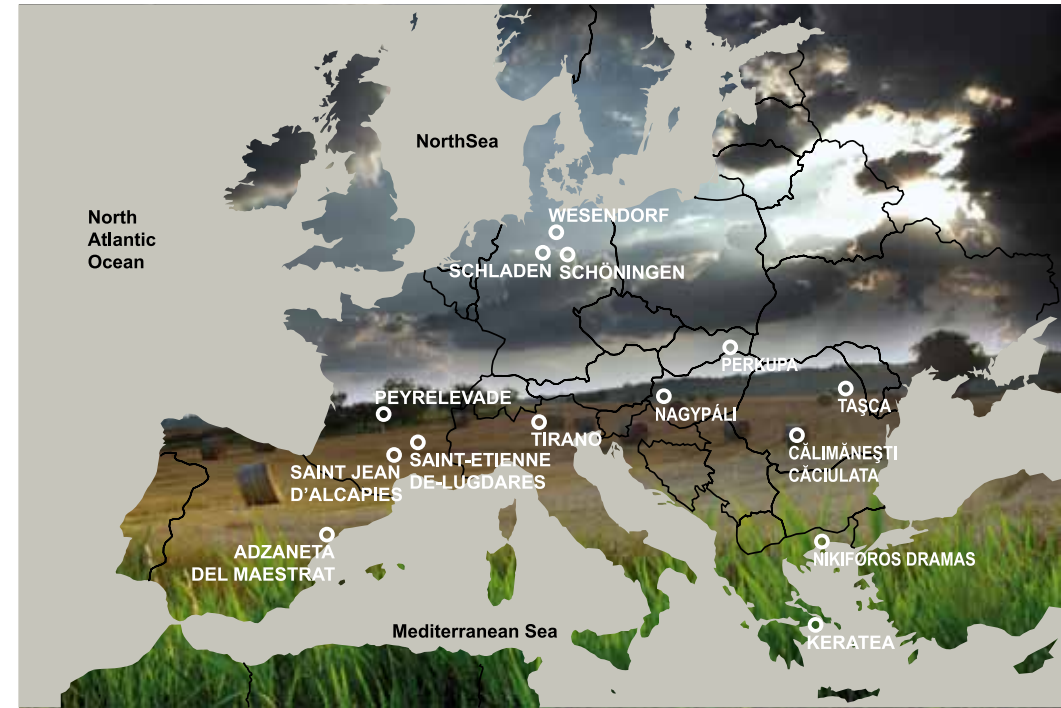 NorthSea
North
Atlantic
Ocean
WESENDORF
SCHLADEN
SCHÖNINGEN
PERKUPA
PEYRELEVADE
NAGYPÁLI
TAŞCA
TIRANO
CĂLIMĂNEŞTI
CĂCIULATA
SAINT JEAN
D'ALCAPIES
SAINT-ETIENNE
DE-LUGDARES
ADZANETA
DEL MAESTRAT
NIKIFOROS DRAMAS
Mediterranean Sea
KERATEA